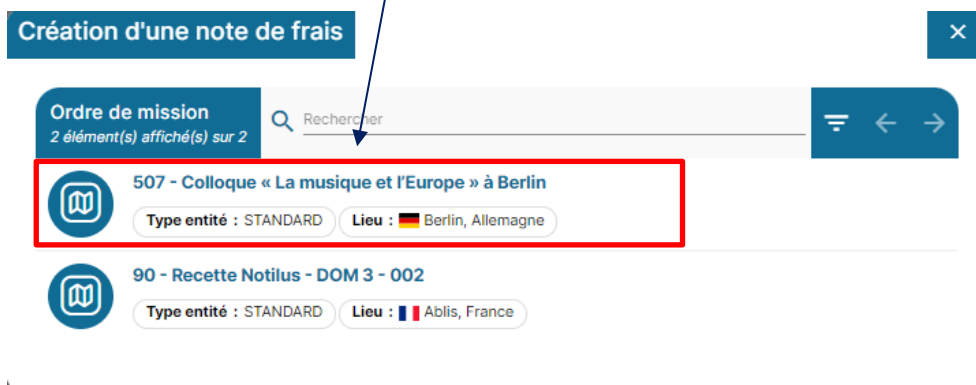 Création d'une note de frais
Ordre de mission
2 élément(s) affiché(s) sur 2
Rechercher
507 - Colloque « La musique et l'Europe » à Berlin
Type entité : STANDARD Lieu : Berlin, Allemagne
90 - Recette Notilus - DOM 3 - 002
Type entité : STANDARD Lieu : Ablis, France